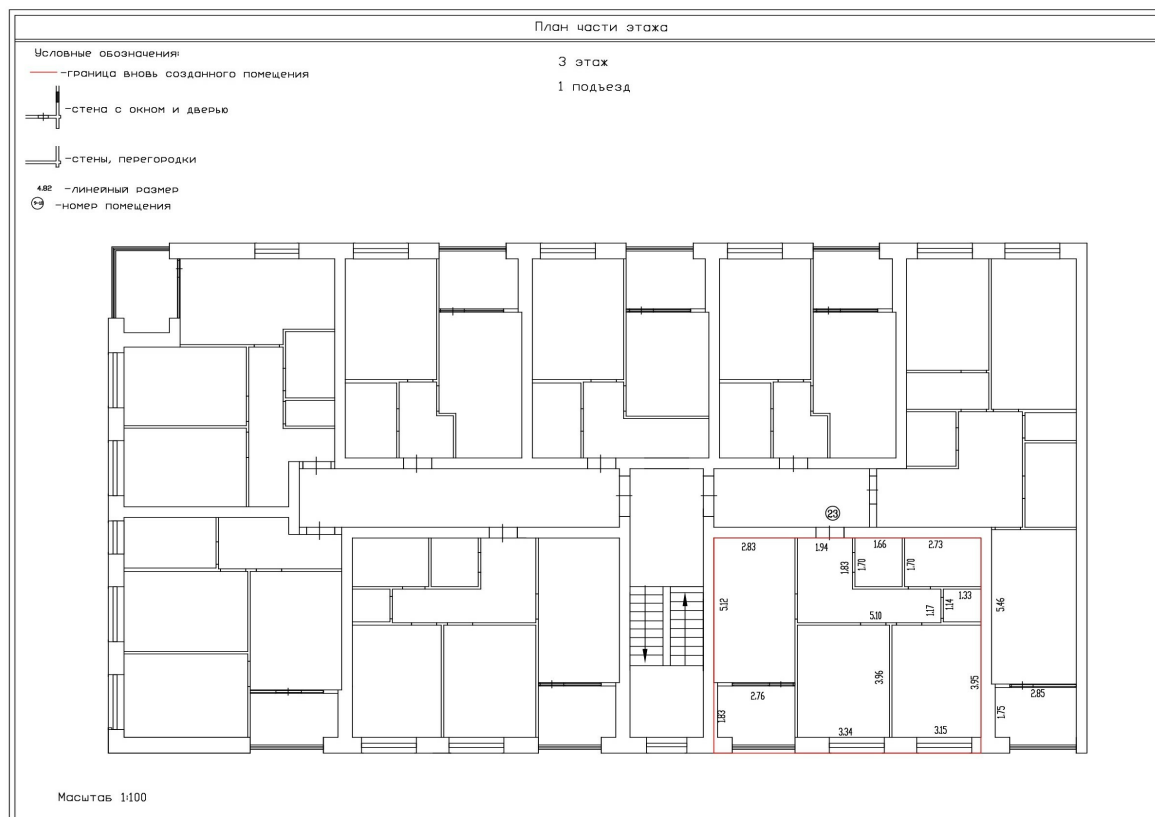 План части этажа
Условные обозначения:
-граница вновь созданного помещения
3 этаж
1 подъезд
-стена с окном и дверью
-стены, перегородки
4.82 -линейный размер
-номер помещения
23
2.83
1.94
1.66
2.73
1.83
1.70
1.70
5.12
5.10
1.17
1.14
1.33
5.46
3.96
3.95
2.76
1.83
3.34
3.15
2.85
1.75
Масштаб 1:100